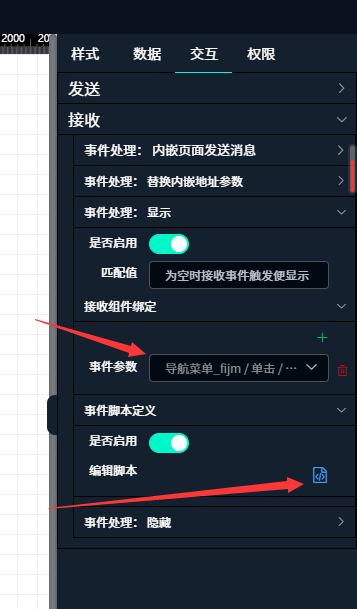 2000 20
样式 数据 交互 权限
发送
接收
事件处理： 内嵌页面发送消息
事件处理： 替换内嵌地址参数
事件处理： 显示
是否启用
匹配值 为空时接收事件触发便显示
接收组件绑定
+
事件参数 导航菜单_fijm / 单击 / ···
事件脚本定义
是否启用
编辑脚本
事件处理： 隐藏